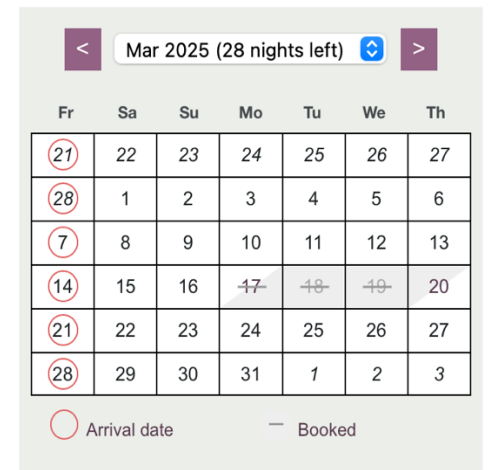 < Mar 2025 (28 nights left) >
Fr Sa Su Mo Tu We Th
21 22 23 24 25 26 27
28 1 2 3 4 5 6
7 8 9 10 11 12 13
14 15 16 17 18 19 20
21 22 23 24 25 26 27
28 29 30 31 1 2 3
Arrival date — Booked